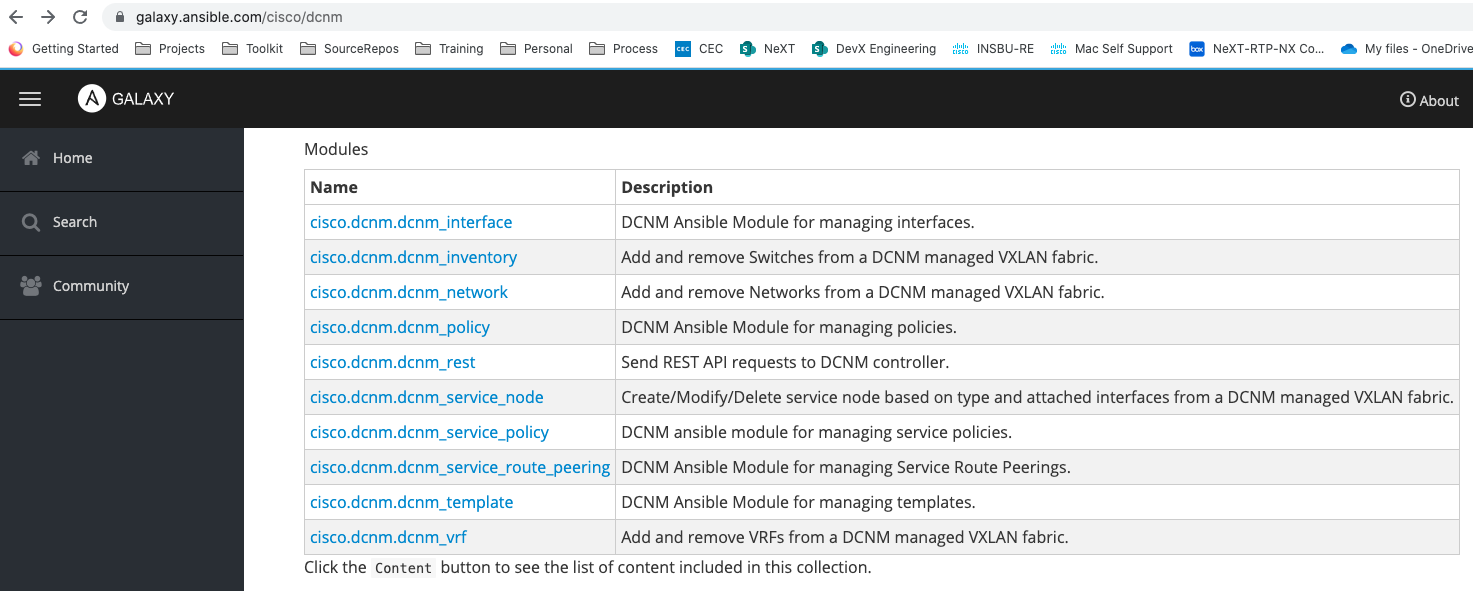 galaxy.ansible.com/cisco/dcnm
Getting Started Projects Toolkit SourceRepos Training Personal Process CEC CEC NeXT DevX Engineering INSBU-RE Mac Self Support box NeXT-RTP-NX Co... My files - OneDrive
GALAXY About
Home
Search
Community
Modules
Name Description
cisco.dcnm.dcnm_interface DCNM Ansible Module for managing interfaces.
cisco.dcnm.dcnm_inventory Add and remove Switches from a DCNM managed VXLAN fabric.
cisco.dcnm.dcnm_network Add and remove Networks from a DCNM managed VXLAN fabric.
cisco.dcnm.dcnm_policy DCNM Ansible Module for managing policies.
cisco.dcnm.dcnm_rest Send REST API requests to DCNM controller.
cisco.dcnm.dcnm_service_node Create/Modify/Delete service node based on type and attached interfaces from a DCNM managed VXLAN fabric.
cisco.dcnm.dcnm_service_policy DCNM ansible module for managing service policies.
cisco.dcnm.dcnm_service_route_peering DCNM Ansible Module for managing Service Route Peerings.
cisco.dcnm.dcnm_template DCNM Ansible Module for managing templates.
cisco.dcnm.dcnm_vrf Add and remove VRFs from a DCNM managed VXLAN fabric.
Click the Content button to see the list of content included in this collection.